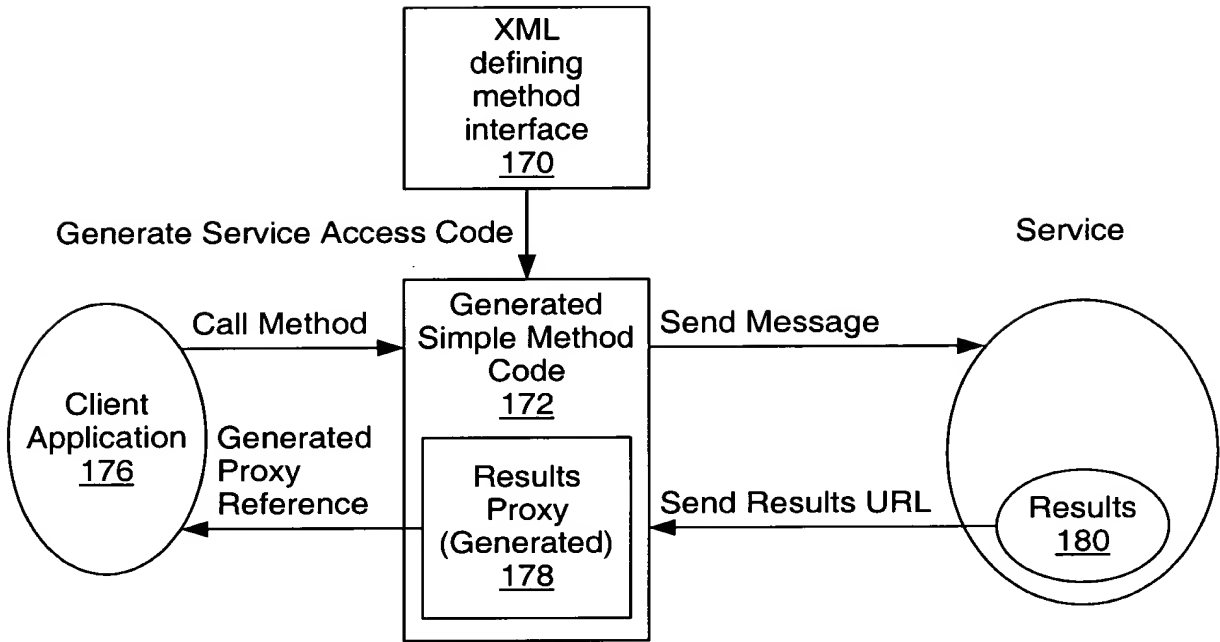 XML
defining
method
interface
170
Generate Service Access Code
Service
Call Method
Generated
Simple Method
Code
172
Send Message
Client
Application
176
Generated
Proxy
Reference
Results
Proxy
(Generated)
178
Send Results URL
Results
180